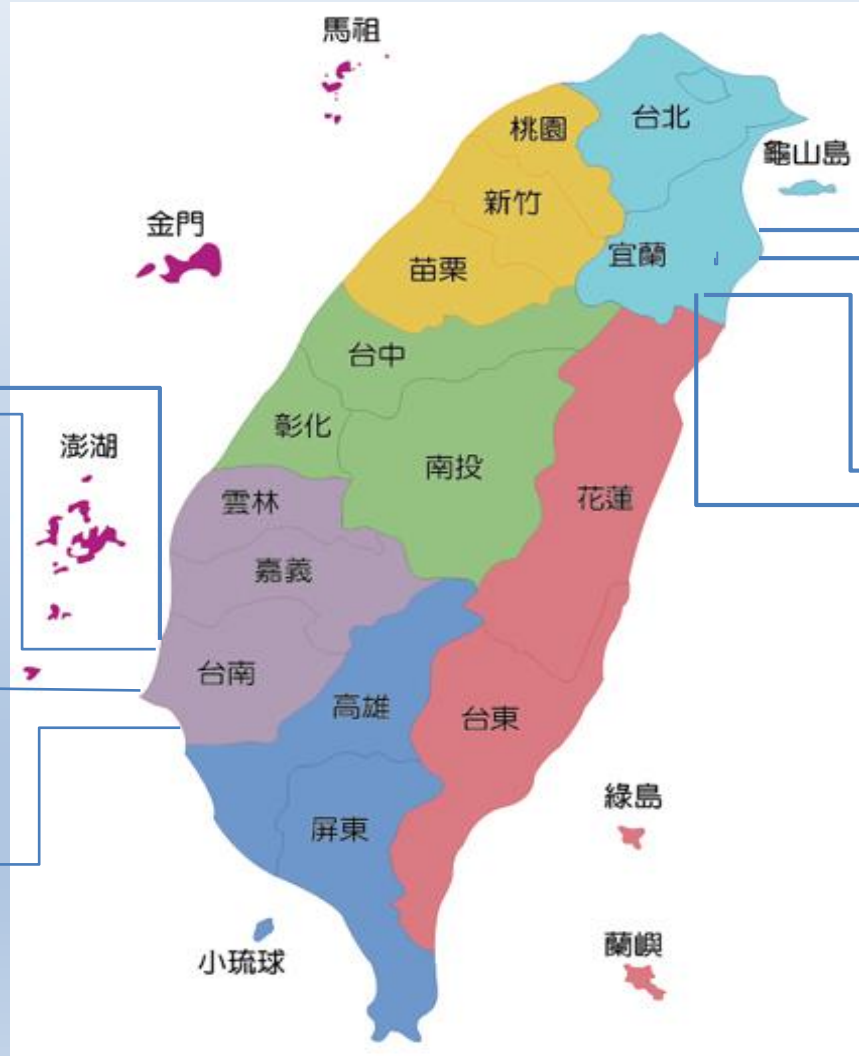 馬祖
台北
桃園
龜山島
新竹
金門
宜蘭
苗栗
台中
彰化
澎湖
南投
雲林
花蓮
嘉義
台南
高雄
台東
綠島
屏東
蘭嶼
小琉球